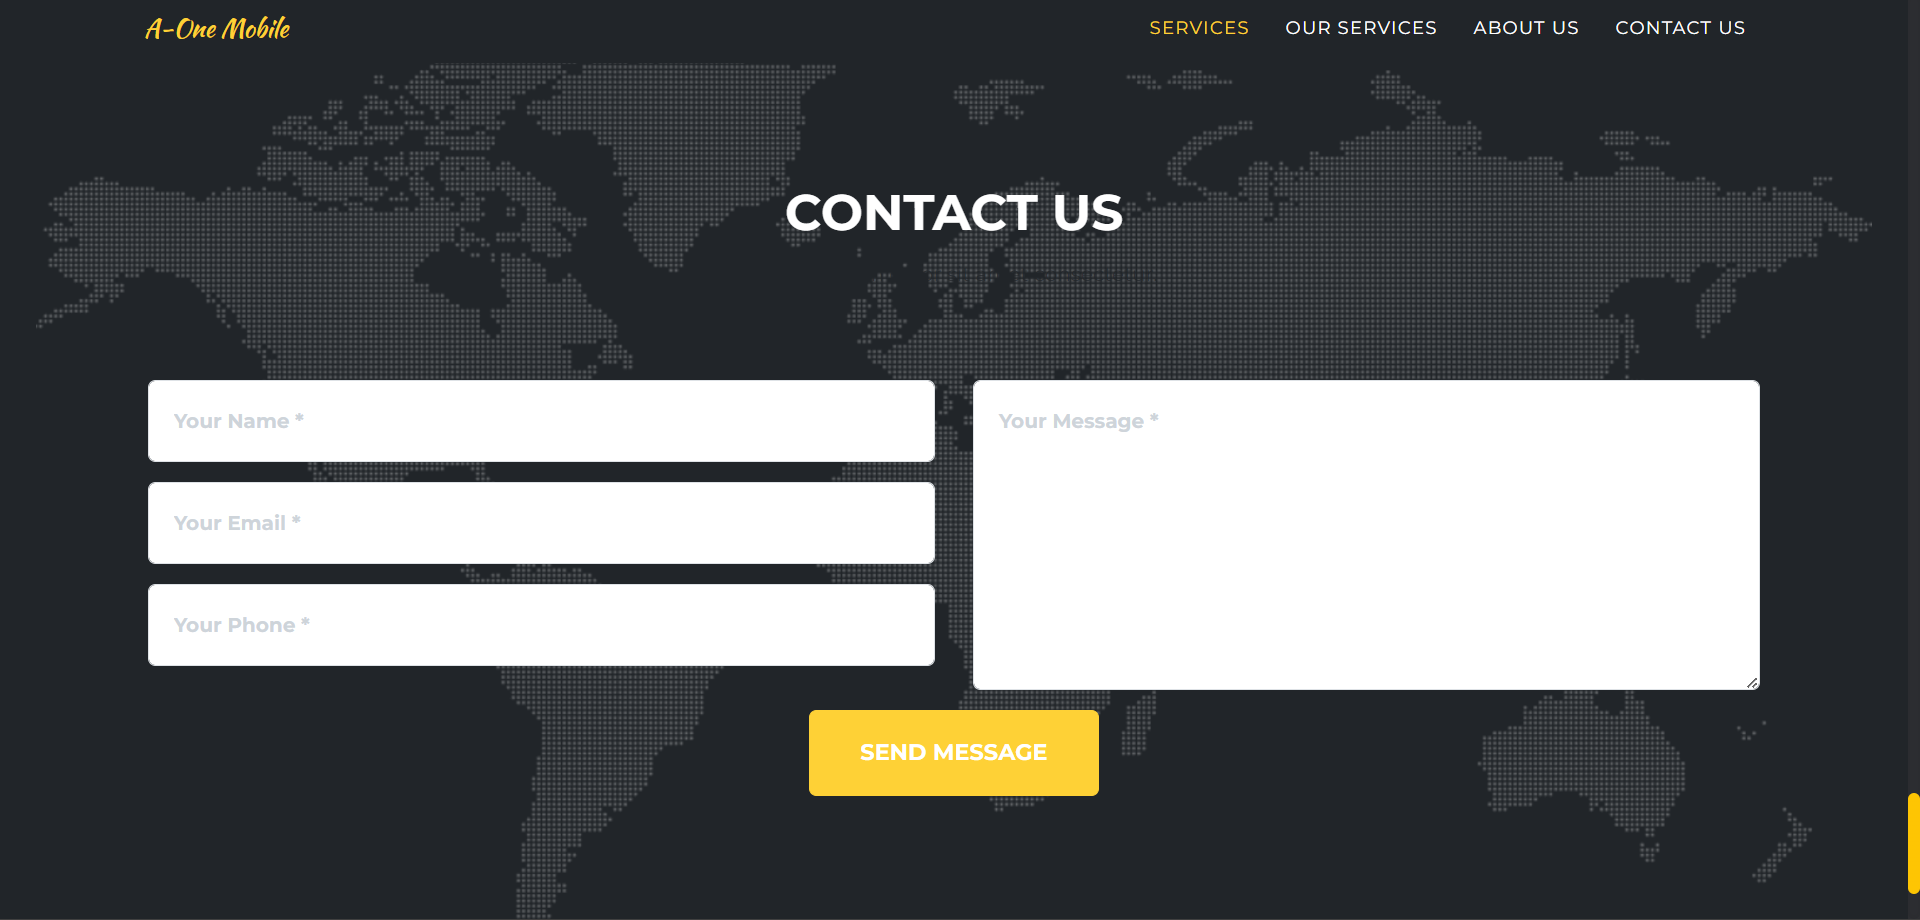 A-One Mobile
SERVICES OUR SERVICES ABOUT US CONTACT US
CONTACT US
Your Name *
Your Email *
Your Phone *
Your Message *
SEND MESSAGE